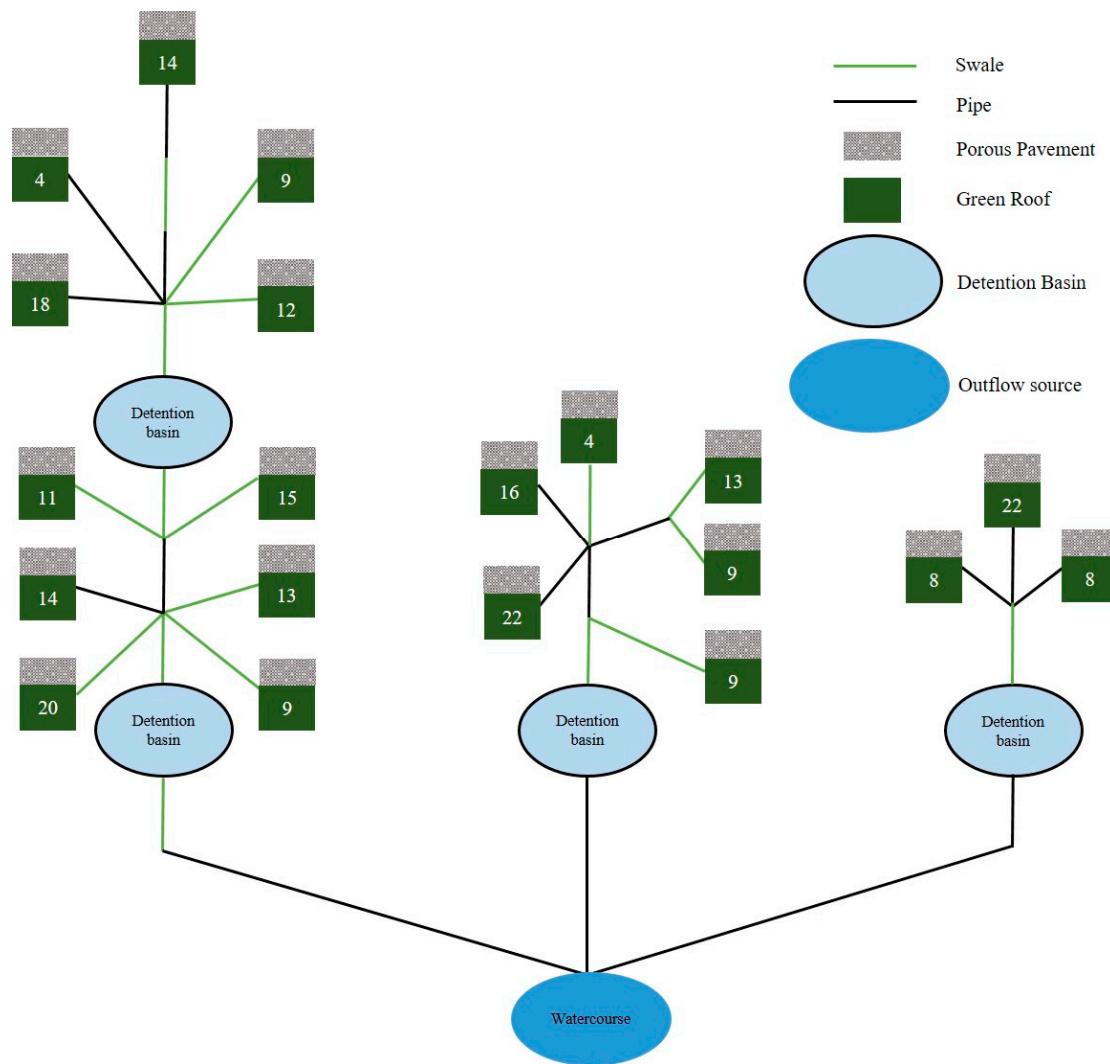 14
4
9
18
12
Detention
basin
11
15
14
13
20
9
Detention
basin
4
16
13
9
22
9
Detention
basin
22
8
8
Detention
basin
Watercourse
Swale
Pipe
Porous Pavement
Green Roof
Detention Basin
Outflow source